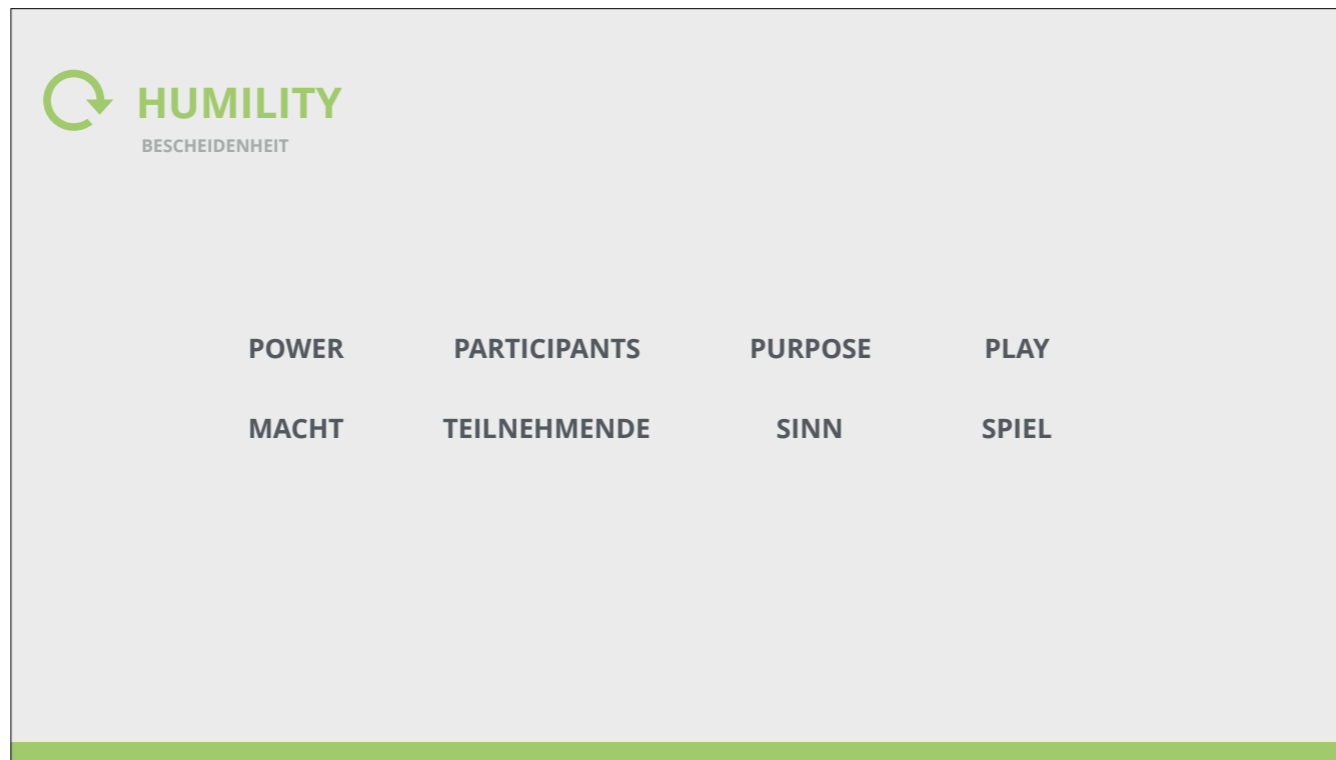 HUMILITY
BESCHEIDENHEIT
POWER PARTICIPANTS PURPOSE PLAY
MACHT TEILNEHMENDE SINN SPIEL